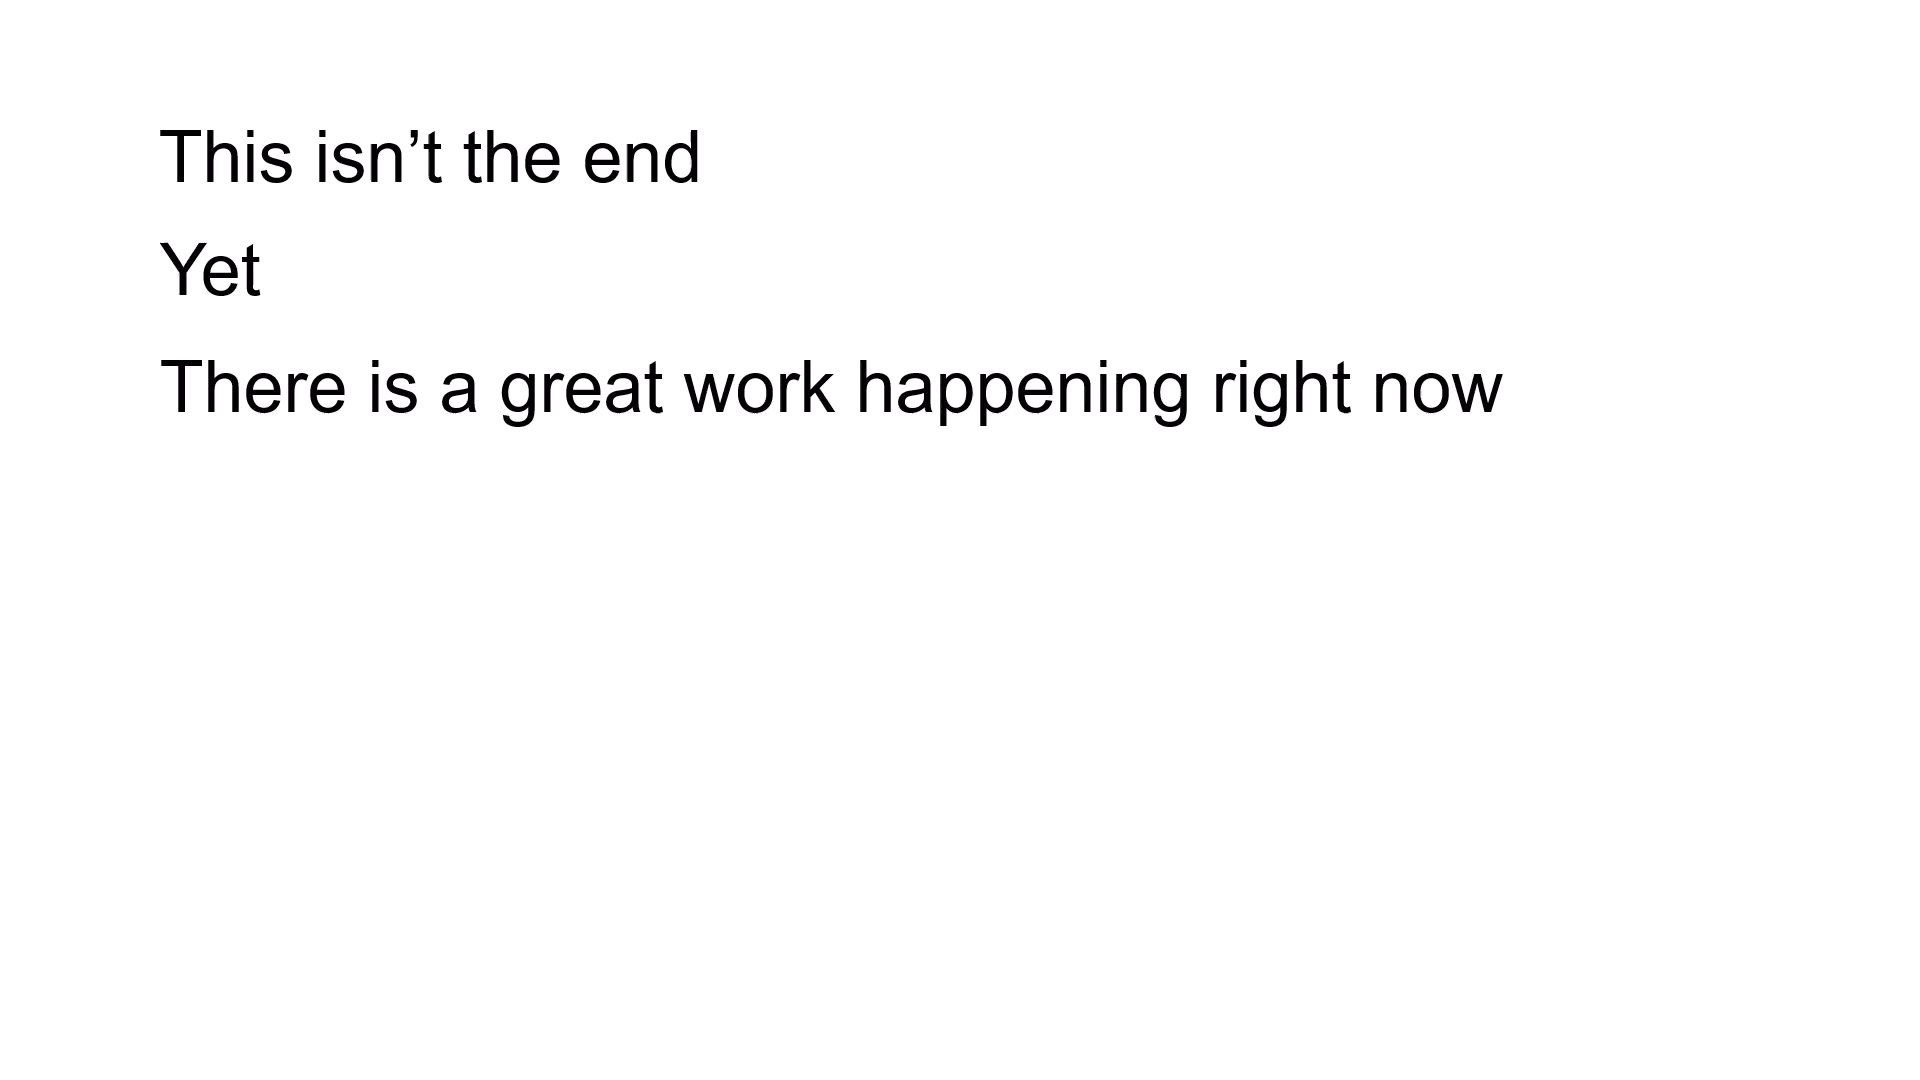 This isn’t the end
Yet
There is a great work happening right now